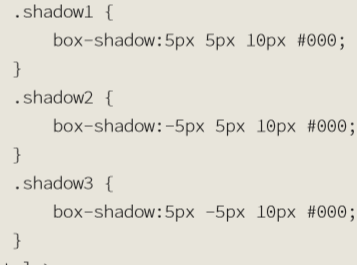 .shadow1 {
box-shadow:5px 5px 10px #000;
}
.shadow2 {
box-shadow:-5px 5px 10px #000;
}
.shadow3 {
box-shadow:5px -5px 10px #000;
}